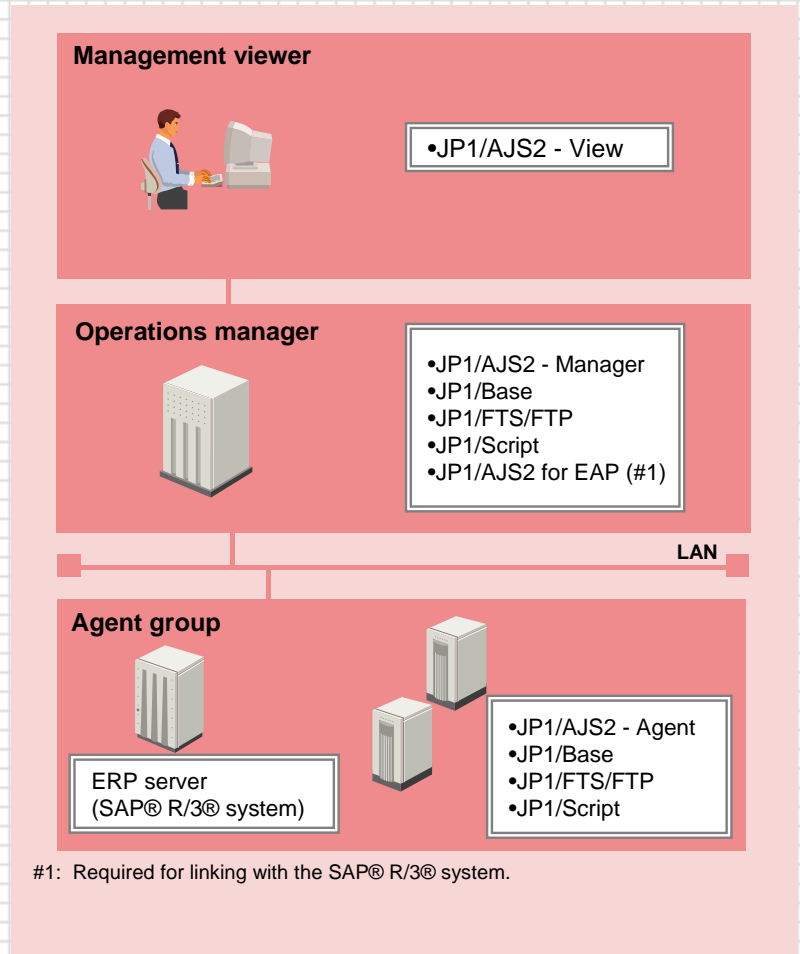 Management viewer
•JP1/AJS2 - View
Operations manager
•JP1/AJS2 - Manager
•JP1/Base
•JP1/FTS/FTP
•JP1/Script
•JP1/AJS2 for EAP (#1)
LAN
Agent group
ERP server
(SAP® R/3® system)
•JP1/AJS2 - Agent
•JP1/Base
•JP1/FTS/FTP
•JP1/Script
#1: Required for linking with the SAP® R/3® system.